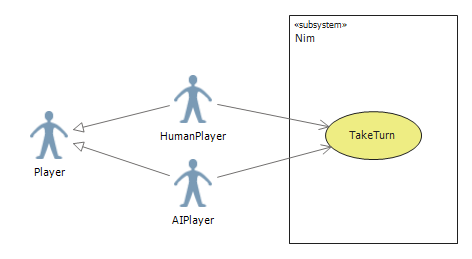 «subsystem»
Nim
HumanPlayer
TakeTurn
Player
AIPlayer